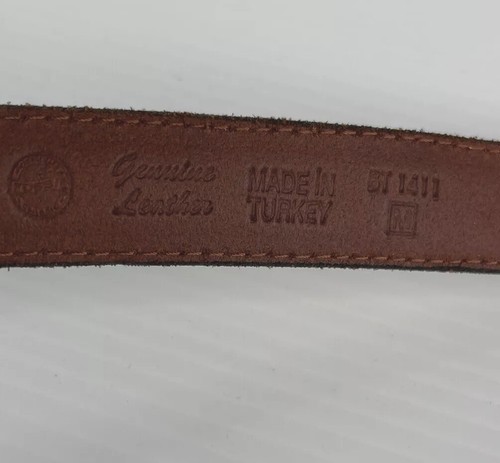 Genuine
Leather
MADE IN
TURKEY
BT 1411
M